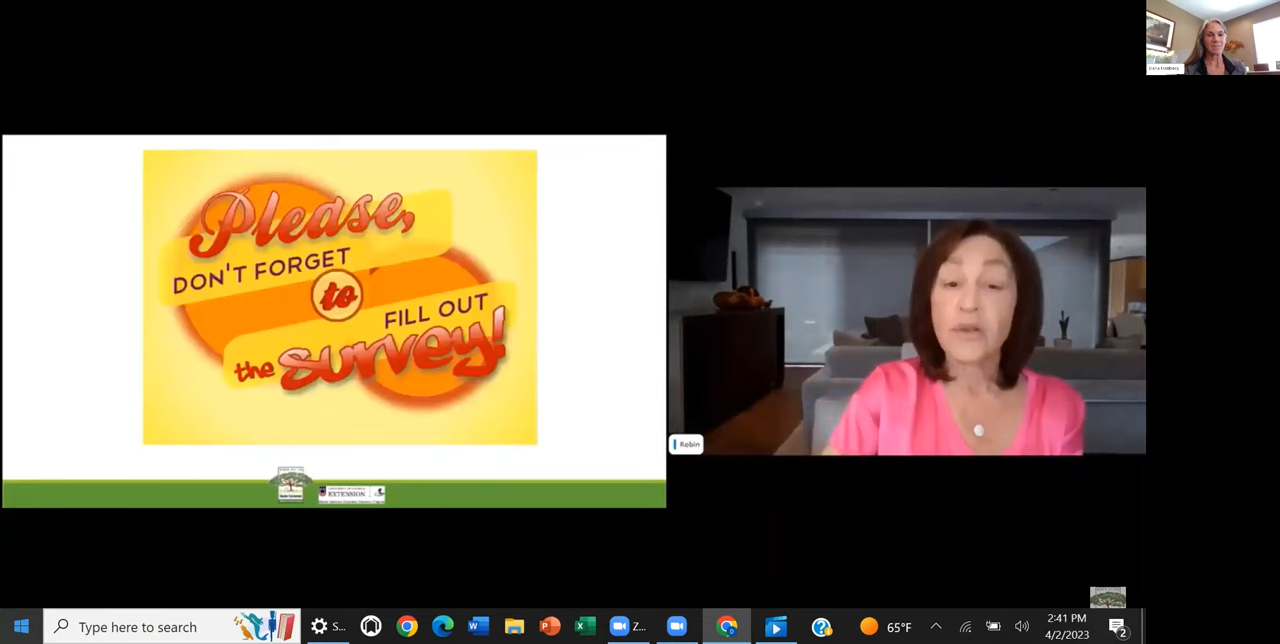 Please,
DON'T FORGET
to
FILL OUT
the survey!
EXTENSION
Robin
Type here to search
S...
Z...
65°F
2:41 PM
4/2/2023
2